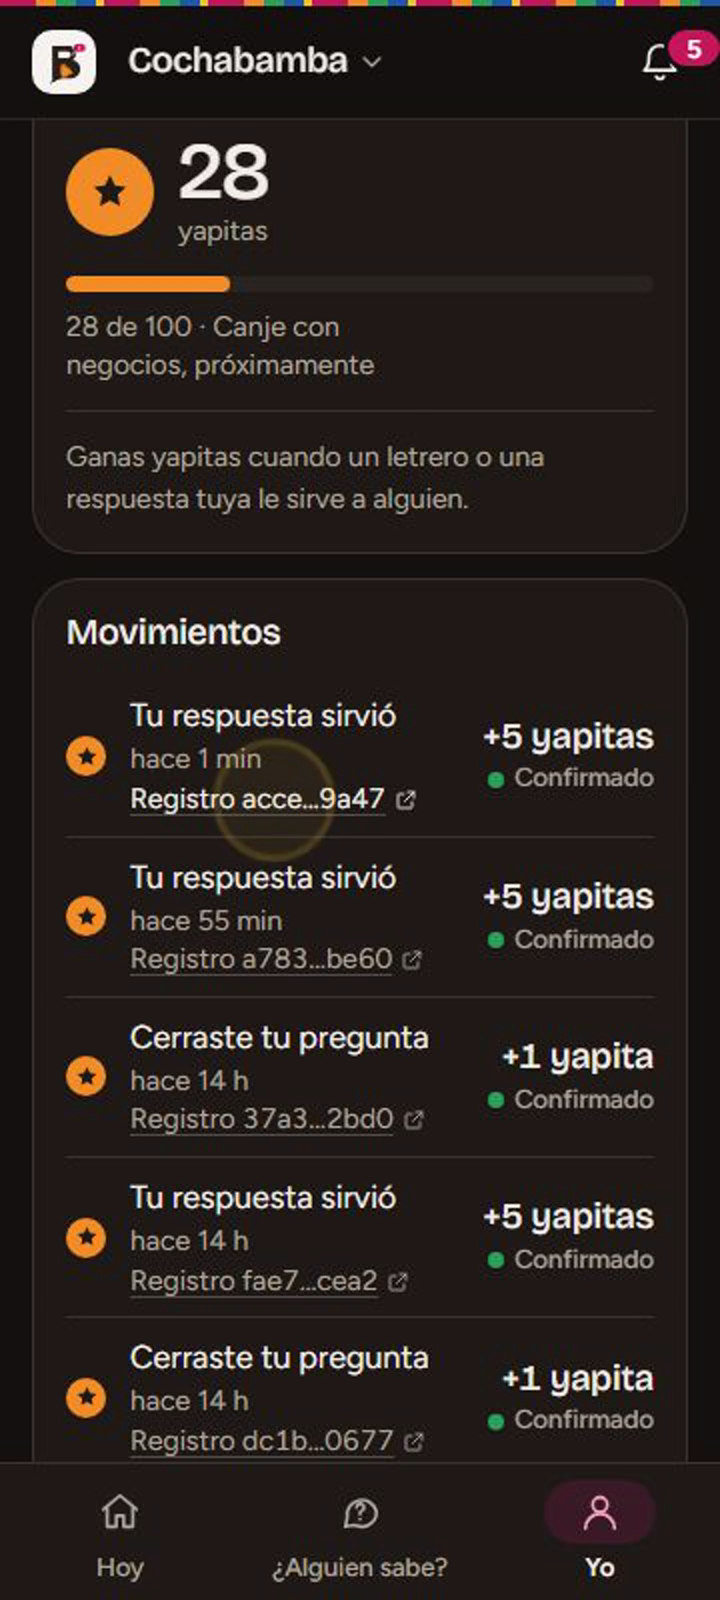 Cochabamba
5
28
yapitas
28 de 100 · Canje con
negocios, próximamente
Ganas yapitas cuando un letrero o una
respuesta tuya le sirve a alguien.
Movimientos
Tu respuesta sirvió
hace 1 min
Registro acce...9a47
+5 yapitas
Confirmado
Tu respuesta sirvió
hace 55 min
Registro a783...be60
+5 yapitas
Confirmado
Cerraste tu pregunta
hace 14 h
Registro 37a3...2bd0
+1 yapita
Confirmado
Tu respuesta sirvió
hace 14 h
Registro fae7...cea2
+5 yapitas
Confirmado
Cerraste tu pregunta
hace 14 h
Registro dc1b...0677
+1 yapita
Confirmado
Hoy
¿Alguien sabe?
Yo